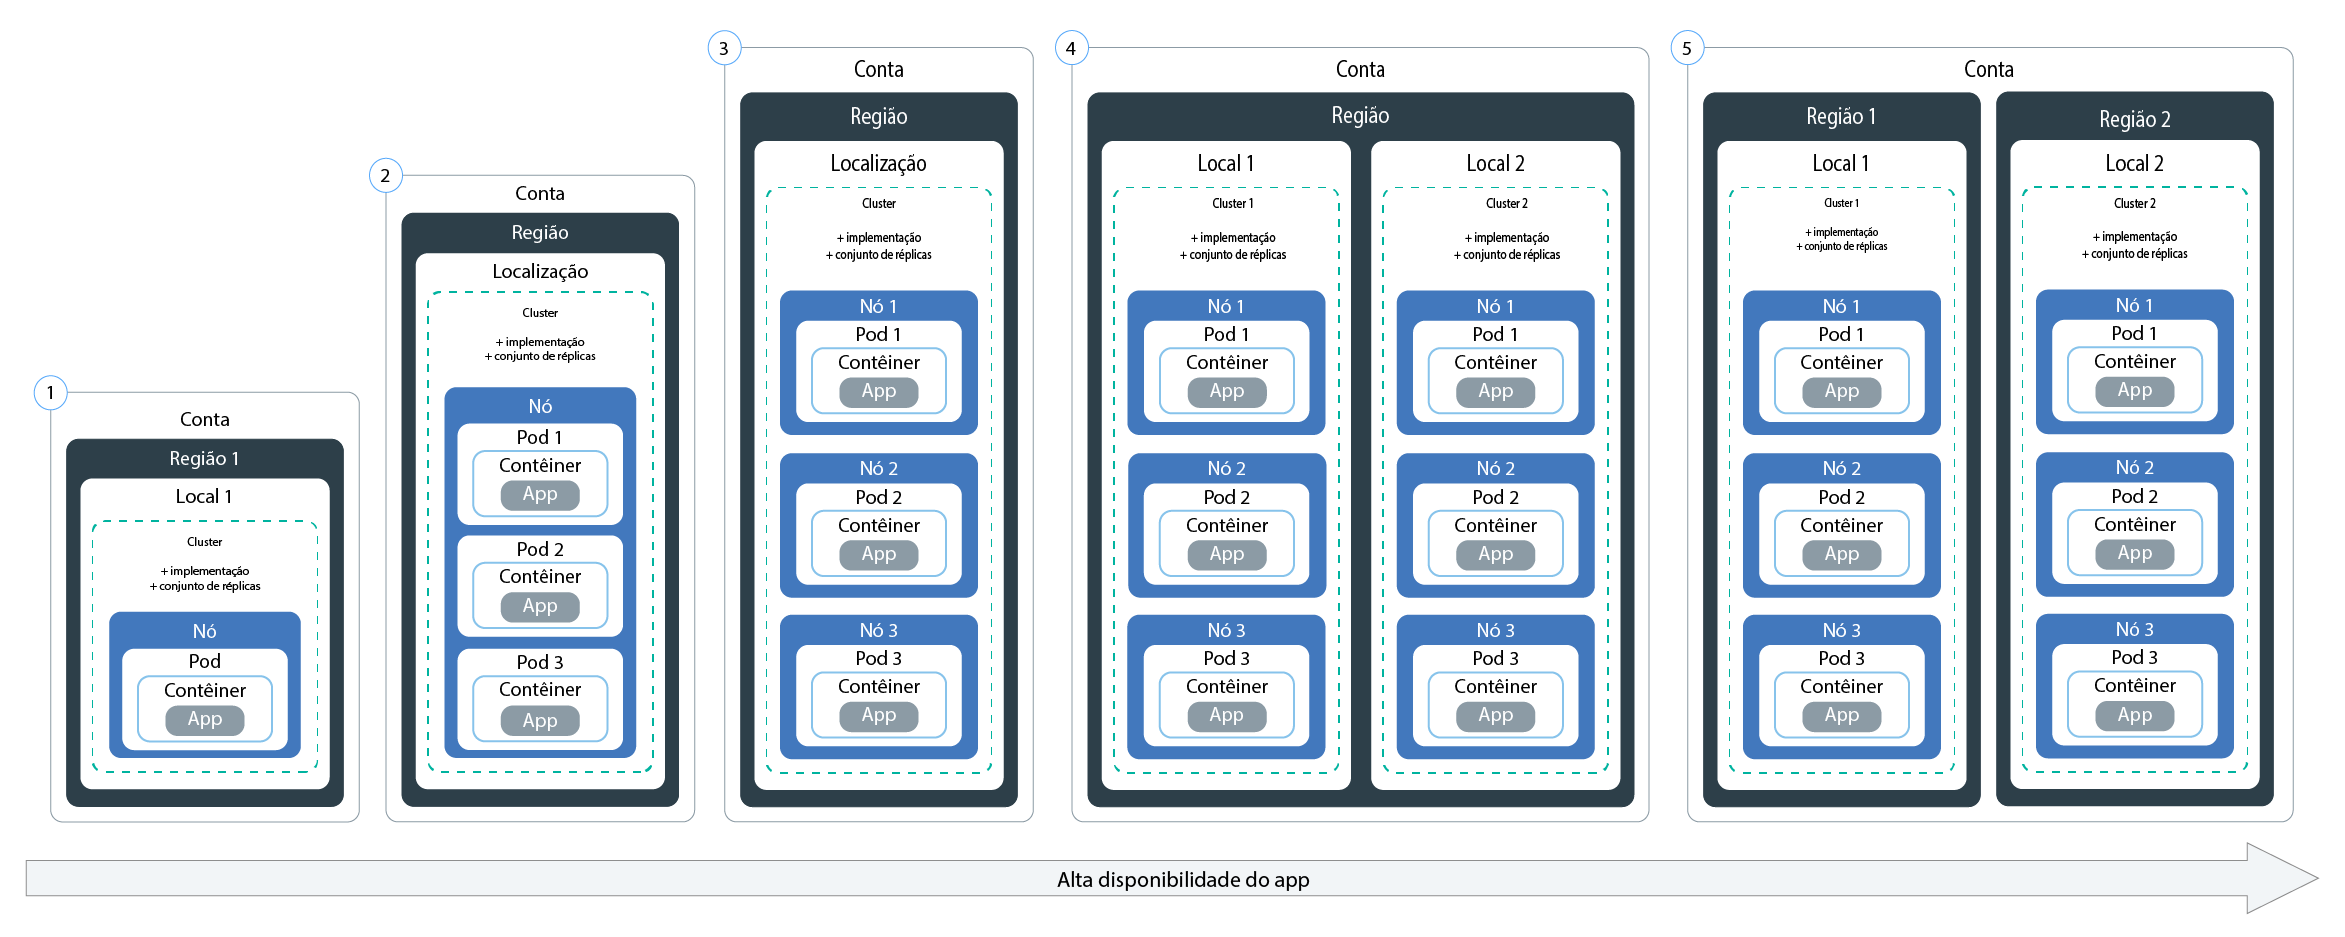 1
Conta
Região 1
Local 1
Cluster
+ implementação
+ conjunto de réplicas
Nó
Pod
Contêiner
App
2
Conta
Região
Localização
Cluster
+ implementação
+ conjunto de réplicas
Nó
Pod 1
Contêiner
App
Pod 2
Contêiner
App
Pod 3
Contêiner
App
3
Conta
Região
Localização
Cluster
+ implementação
+ conjunto de réplicas
Nó 1
Pod 1
Contêiner
App
Nó 2
Pod 2
Contêiner
App
Nó 3
Pod 3
Contêiner
App
4
Conta
Região
Local 1
Cluster 1
+ implementação
+ conjunto de réplicas
Nó 1
Pod 1
Contêiner
App
Nó 2
Pod 2
Contêiner
App
Nó 3
Pod 3
Contêiner
App
Local 2
Cluster 2
+ implementação
+ conjunto de réplicas
Nó 1
Pod 1
Contêiner
App
Nó 2
Pod 2
Contêiner
App
Nó 3
Pod 3
Contêiner
App
5
Conta
Região 1
Local 1
Cluster 1
+ implementação
+ conjunto de réplicas
Nó 1
Pod 1
Contêiner
App
Nó 2
Pod 2
Contêiner
App
Nó 3
Pod 3
Contêiner
App
Região 2
Local 2
Cluster 2
+ implementação
+ conjunto de réplicas
Nó 1
Pod 1
Contêiner
App
Nó 2
Pod 2
Contêiner
App
Nó 3
Pod 3
Contêiner
App
Alta disponibilidade do app